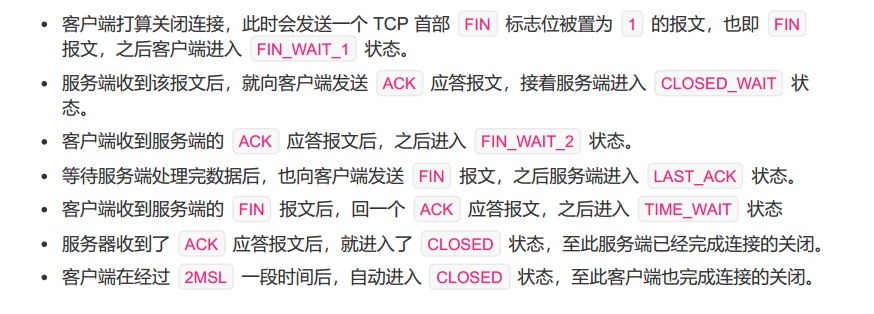 • 客户端打算关闭连接，此时会发送一个 TCP 首部 FIN 标志位被置为 1 的报文，也即 FIN
报文，之后客户端进入 FIN_WAIT_1 状态。
• 服务端收到该报文后，就向客户端发送 ACK 应答报文，接着服务端进入 CLOSED_WAIT 状
态。
• 客户端收到服务端的 ACK 应答报文后，之后进入 FIN_WAIT_2 状态。
• 等待服务端处理完数据后，也向客户端发送 FIN 报文，之后服务端进入 LAST_ACK 状态。
• 客户端收到服务端的 FIN 报文后，回一个 ACK 应答报文，之后进入 TIME_WAIT 状态
• 服务器收到了 ACK 应答报文后，就进入了 CLOSED 状态，至此服务端已经完成连接的关闭。
• 客户端在经过 2MSL 一段时间后，自动进入 CLOSED 状态，至此客户端也完成连接的关闭。